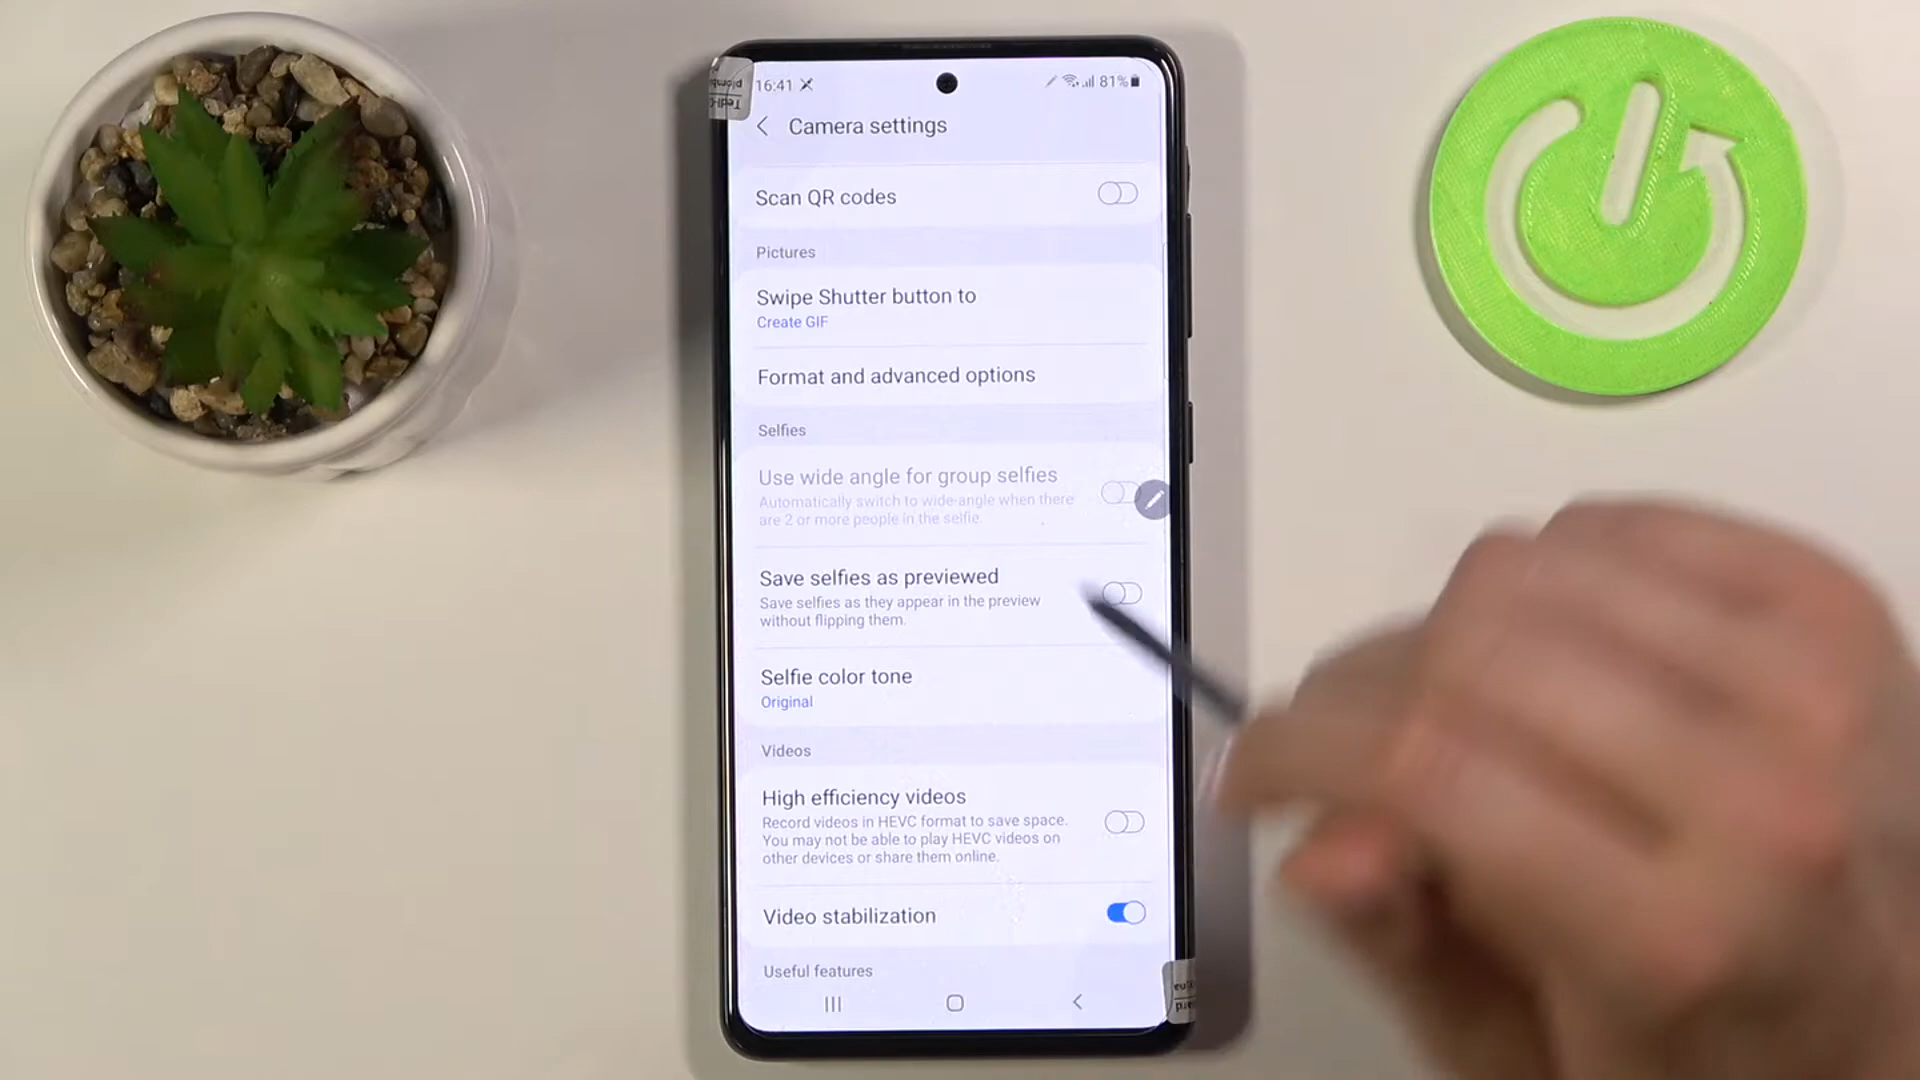 16:41
81%
Camera settings
Scan QR codes
Pictures
Swipe Shutter button to
Create GIF
Format and advanced options
Selfies
Use wide angle for group selfies
Automatically switch to wide-angle when there
are 2 or more people in the selfie.
Save selfies as previewed
Save selfies as they appear in the preview
without flipping them.
Selfie color tone
Original
Videos
High efficiency videos
Record videos in HEVC format to save space.
You may not be able to play HEVC videos on
other devices or share them online.
Video stabilization
Useful features